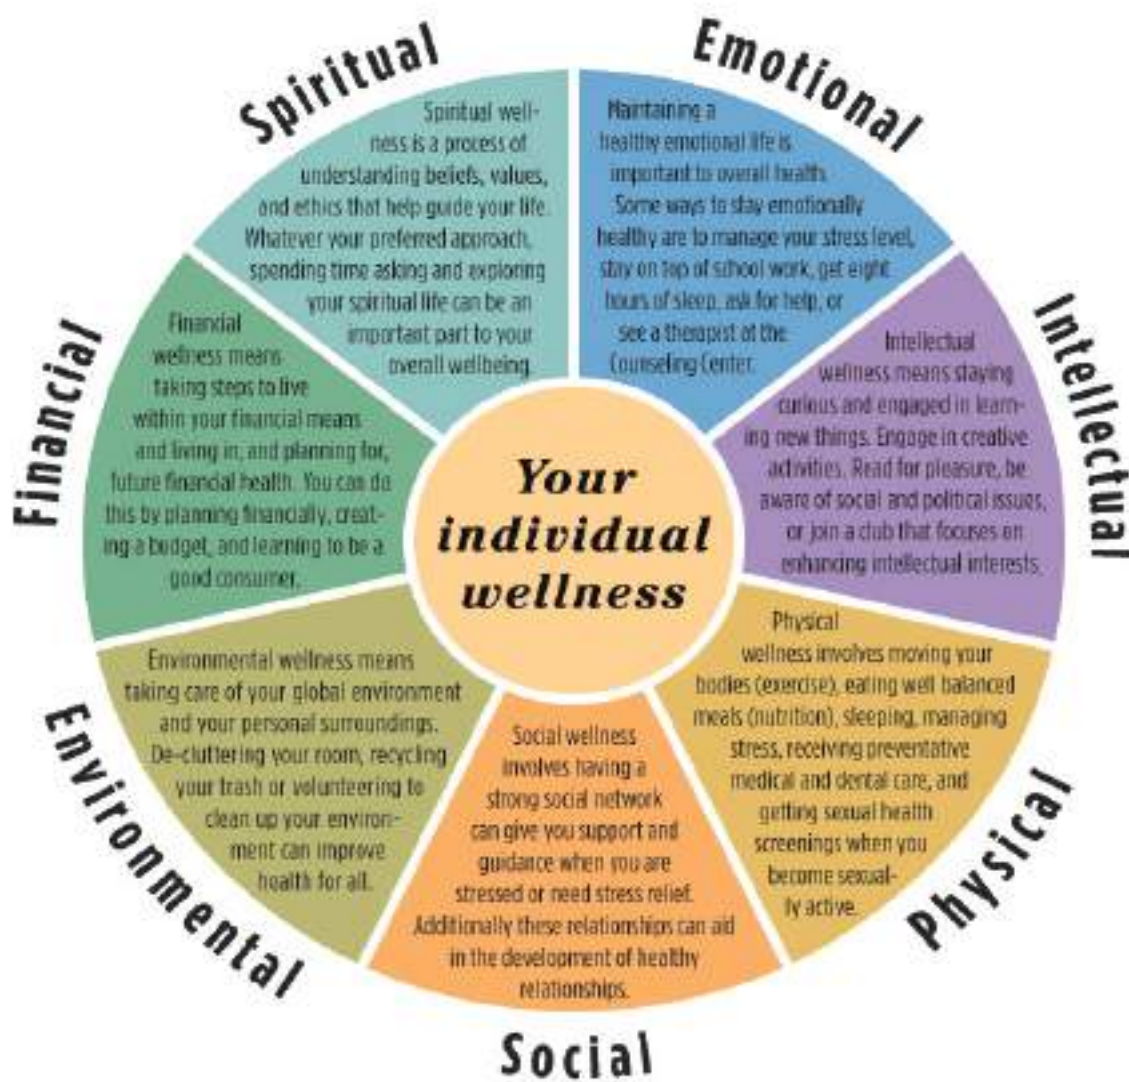 Emotional
Maintaining a
healthy emotional life is
important to overall health.
Some ways to stay emotionally
healthy are to manage your stress level,
stay on top of school work, get eight
hours of sleep, ask for help, or
see a therapist at the
Counseling Center.
Intellectual
Intellectual
wellness means staying
curious and engaged in learn-
ing new things. Engage in creative
activities. Read for pleasure, be
aware of social and political issues,
or join a club that focuses on
enhancing intellectual interests.
Physical
Physical
wellness involves moving your
bodies (exercise), eating well balanced
meals (nutrition), sleeping, managing
stress, receiving preventative
medical and dental care, and
getting sexual health
screenings when you
become sexual-
ly active.
Social
Social wellness
involves having a
strong social network
can give you support and
guidance when you are
stressed or need stress relief.
Additionally these relationships can aid
in the development of healthy
relationships.
Environmental
Environmental wellness means
taking care of your global environment
and your personal surroundings.
De-cluttering your room, recycling
your trash or volunteering to
clean up your environ-
ment can improve
health for all.
Financial
Financial
wellness means
taking steps to live
within your financial means
and living in, and planning for,
future financial health. You can do
this by planning financially, creat-
ing a budget, and learning to be a
good consumer.
Spiritual
Spiritual well-
ness is a process of
understanding beliefs, values,
and ethics that help guide your life.
Whatever your preferred approach,
spending time asking and exploring
your spiritual life can be an
important part to your
overall wellbeing.
Your
individual
wellness